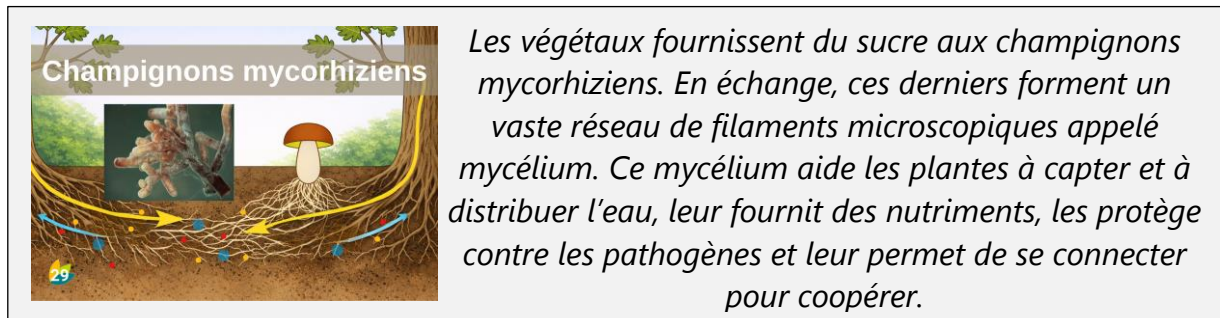 Champignons mycorhiziens
29
Les végétaux fournissent du sucre aux champignons
mycorhiziens. En échange, ces derniers forment un
vaste réseau de filaments microscopiques appelé
mycélium. Ce mycélium aide les plantes à capter et à
distribuer l’eau, leur fournit des nutriments, les protège
contre les pathogènes et leur permet de se connecter
pour coopérer.